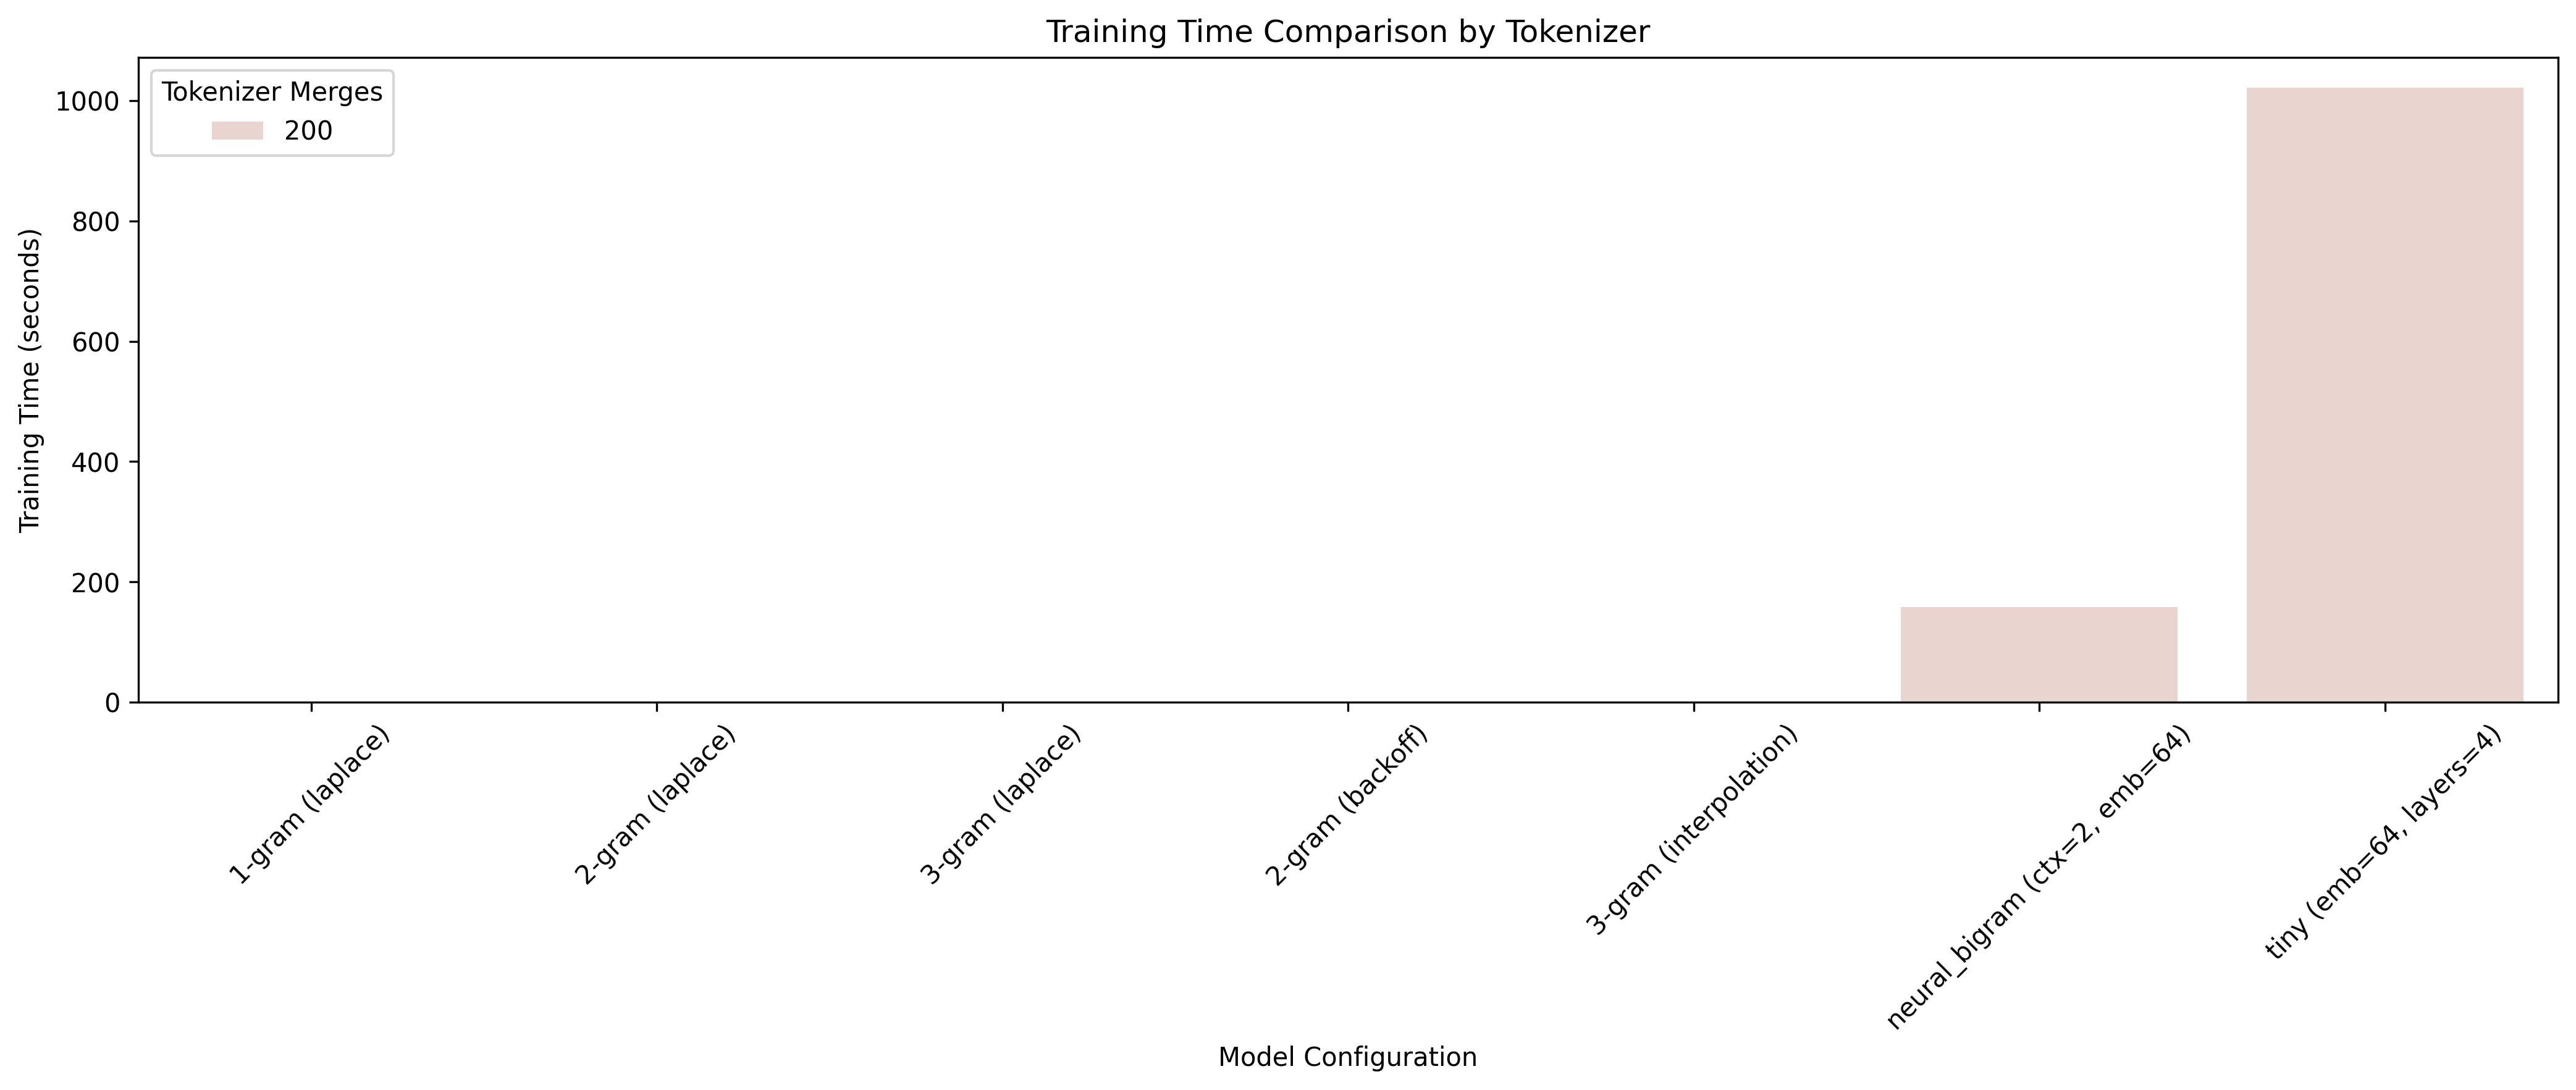 Training Time Comparison by Tokenizer
Tokenizer Merges
200
Training Time (seconds)
1000
800
600
400
200
0
1-gram (laplace)
2-gram (laplace)
3-gram (laplace)
2-gram (backoff)
3-gram (interpolation)
neural_bigram (ctx=2, emb=64)
tiny (emb=64, layers=4)
Model Configuration